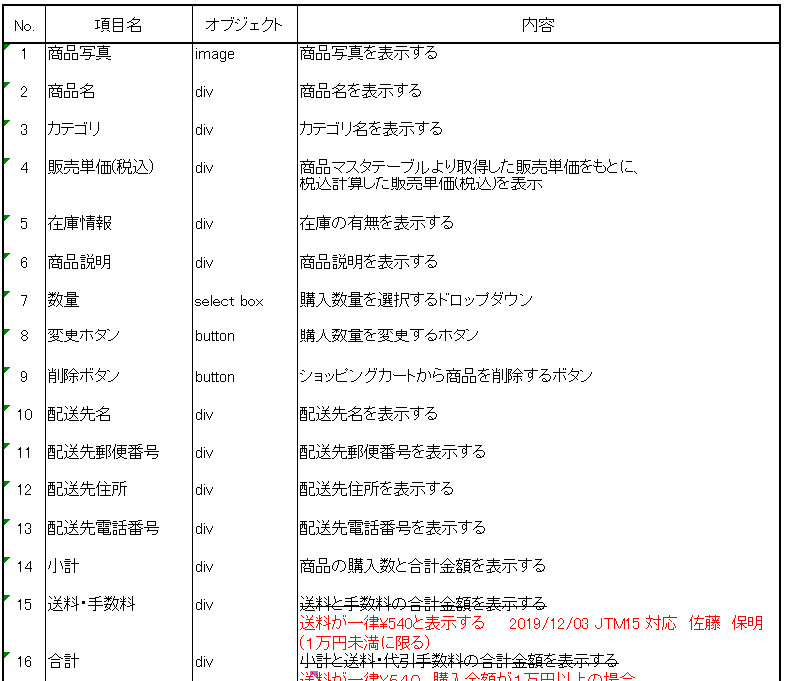 No. 項目名 オブジェクト 内容
1 商品写真 image 商品写真を表示する
2 商品名 div 商品名を表示する
3 カテゴリ div カテゴリ名を表示する
4 販売単価(税込) div 商品マスタテーブルより取得した販売単価をもとに、
税込計算した販売単価(税込)を表示
5 在庫情報 div 在庫の有無を表示する
6 商品説明 div 商品説明を表示する
7 数量 select box 購入数量を選択するドロップダウン
8 変更ボタン button 購入数量を変更するボタン
9 削除ボタン button ショッピングカートから商品を削除するボタン
10 配送先名 div 配送先名を表示する
11 配送先郵便番号 div 配送先郵便番号を表示する
12 配送先住所 div 配送先住所を表示する
13 配送先電話番号 div 配送先電話番号を表示する
14 小計 div 商品の購入数と合計金額を表示する
15 送料・手数料 div 送料と手数料の合計金額を表示する
送料が一律¥540と表示する 2019/12/03 JTM15 対応 佐藤 保明
(１万円未満に限る)
16 合計 div 小計と送料・代引手数料の合計金額を表示する
送料が一律¥５４０、購入金額が１万円以上の場合